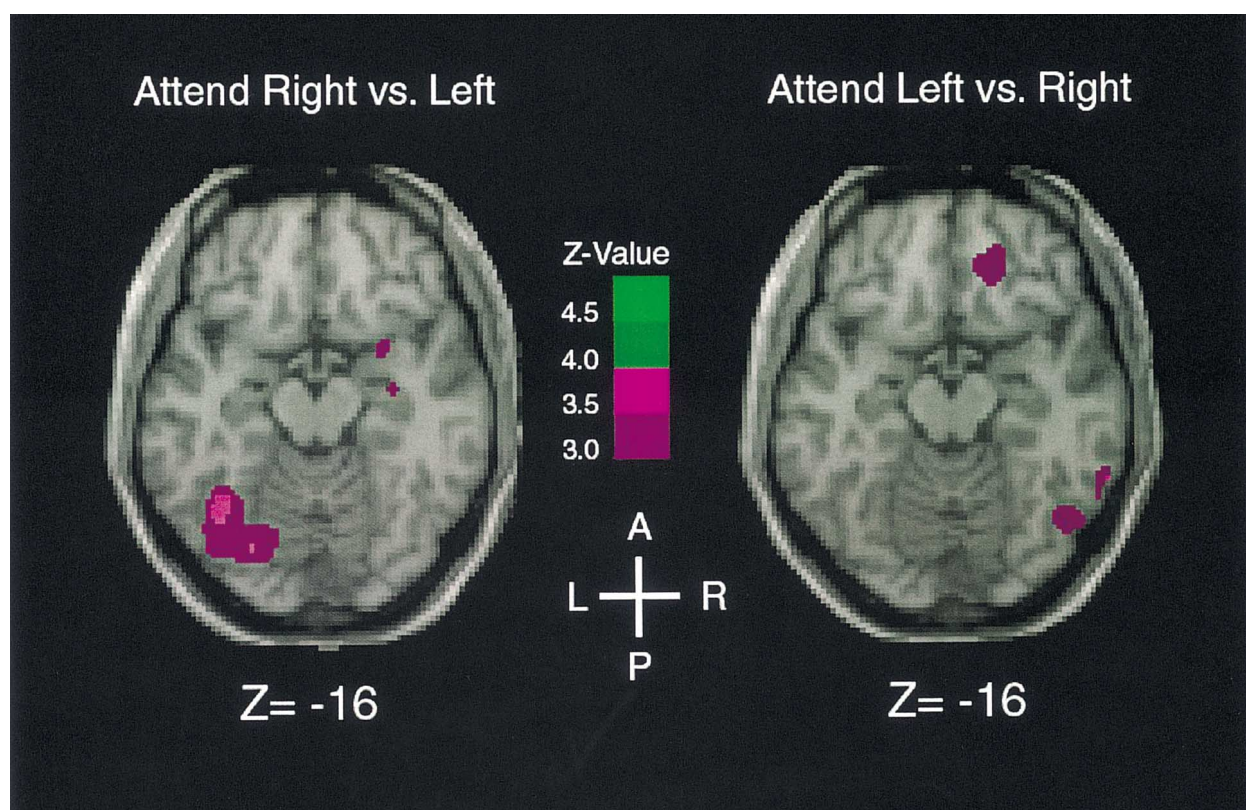 Attend Right vs. Left
Attend Left vs. Right
Z-Value
4.5
4.0
3.5
3.0
A
L
R
P
Z= -16
Z= -16